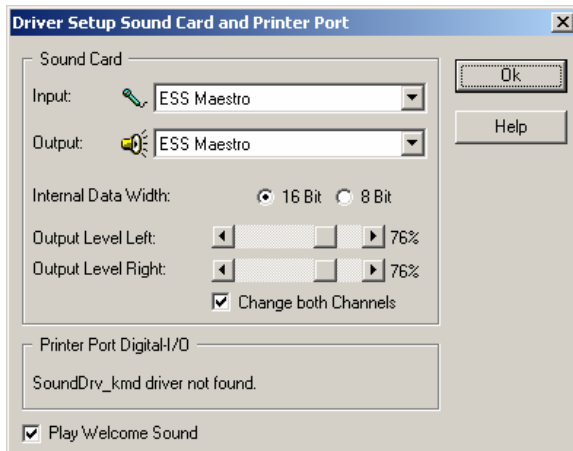 Driver Setup Sound Card and Printer Port
Sound Card
Input: ESS Maestro
Output: ESS Maestro
Internal Data Width: 16 Bit 8 Bit
Output Level Left: 76%
Output Level Right: 76%
Change both Channels
Printer Port Digital-I/O
SoundDrv_kmd driver not found.
Play Welcome Sound
Ok
Help